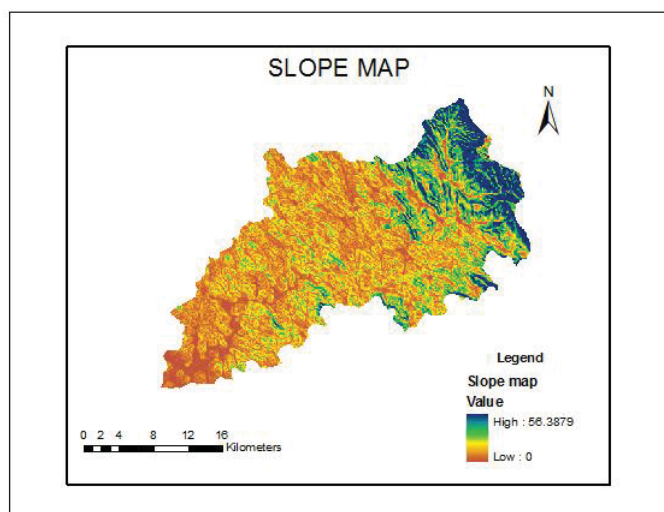 SLOPE MAP
N
Legend
Slope map
Value
High : 56.3879
Low : 0
0 2 4 8 12 16
Kilometers